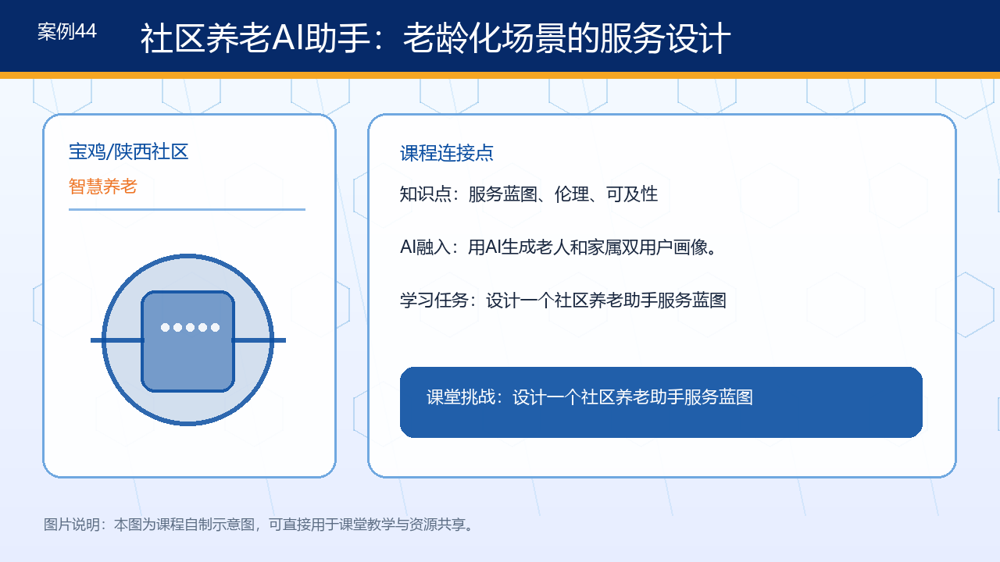 案例44
社区养老AI助手：老龄化场景的服务设计
宝鸡/陕西社区
智慧养老
课程连接点
知识点：服务蓝图、伦理、可及性
AI融入：用AI生成老人和家属双用户画像。
学习任务：设计一个社区养老助手服务蓝图
课堂挑战：设计一个社区养老助手服务蓝图
图片说明：本图为课程自制示意图，可直接用于课堂教学与资源共享。